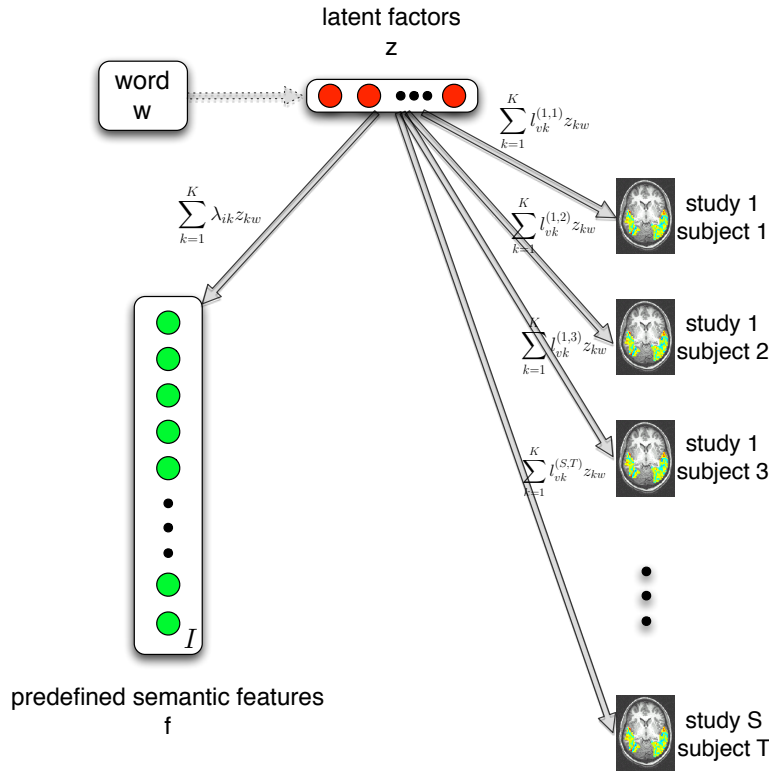 latent factors
z
word
w
$\sum_{k=1}^{K} l_{vk}^{(1,1)} z_{kw}$
study 1
subject 1
$\sum_{k=1}^{K} \lambda_{ik} z_{kw}$
$\sum_{k=1}^{K} l_{vk}^{(1,2)} z_{kw}$
study 1
subject 2
$\sum_{k=1}^{K} l_{vk}^{(1,3)} z_{kw}$
study 1
subject 3
$\sum_{k=1}^{K} l_{vk}^{(S,T)} z_{kw}$
I
predefined semantic features
f
study S
subject T